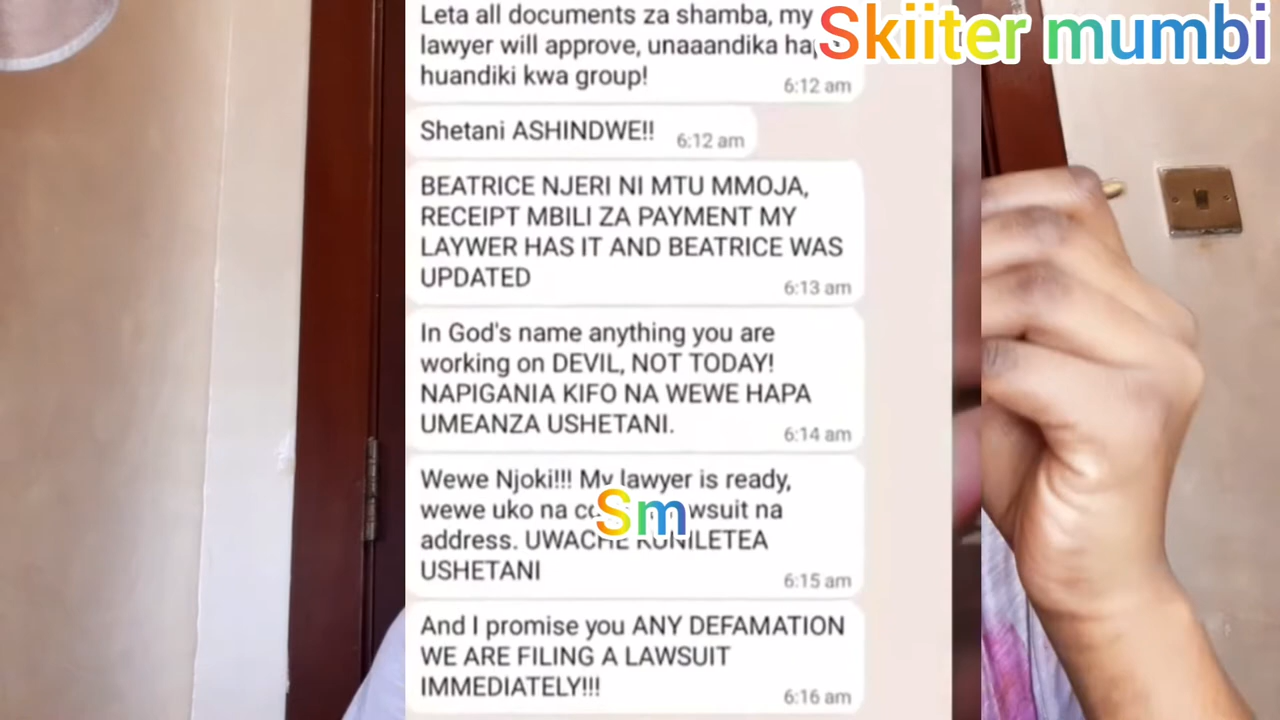 Leta all documents za shamba, my
Skiiter mumbi
lawyer will approve, unaaandika
huandiki kwa group!
6:12 am
Shetani ASHINDWE!!
6:12 am
BEATRICE NJERI NI MTU MMOJA,
RECEIPT MBILI ZA PAYMENT MY
LAYWER HAS IT AND BEATRICE WAS
UPDATED
6:13 am
In God's name anything you are
working on DEVIL, NOT TODAY!
NAPIGANIA KIFO NA WEWE HAPA
UMEANZA USHETANI.
6:14 am
Wewe Njoki!!! My lawyer is ready,
wewe uko na na
Sm
address. UWACHE KUNILETEA
USHETANI
6:15 am
And I promise you ANY DEFAMATION
WE ARE FILING A LAWSUIT
IMMEDIATELY!!!
6:16 am